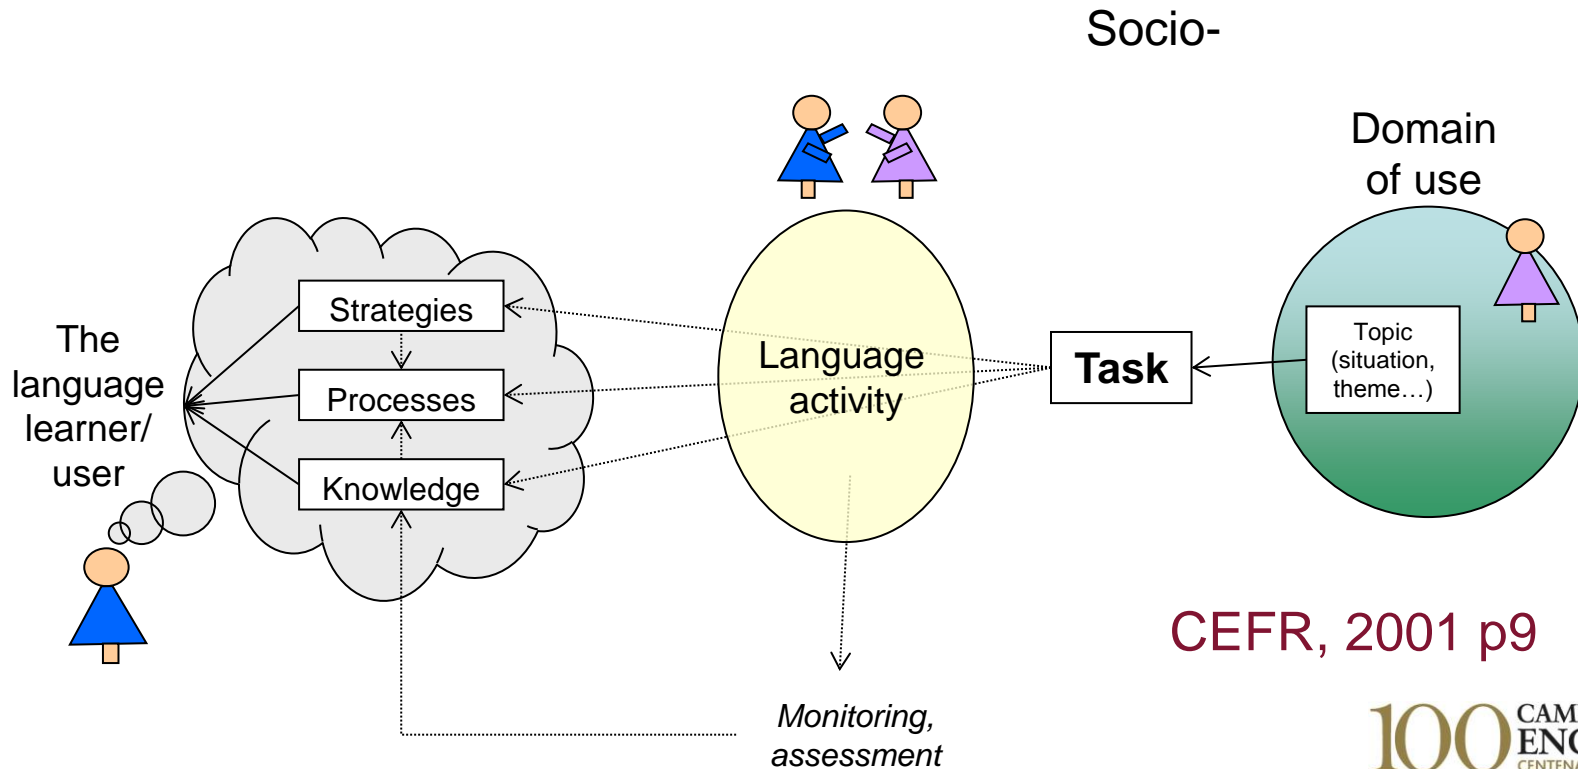 Socio-
Domain
of use
The
language
learner/
user
Strategies
Processes
Knowledge
Language
activity
Task
Topic
(situation,
theme…)
CEFR, 2001 p9
Monitoring,
assessment
100